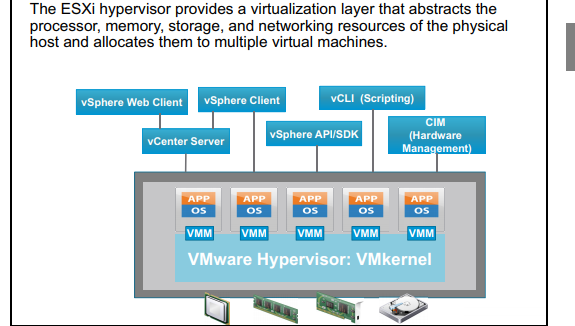 The ESXi hypervisor provides a virtualization layer that abstracts the
processor, memory, storage, and networking resources of the physical
host and allocates them to multiple virtual machines.
vSphere Web Client
vSphere Client
vCLI (Scripting)
vCenter Server
vSphere API/SDK
CIM
(Hardware
Management)
APP APP APP APP APP
OS OS OS OS OS
VMM VMM VMM VMM VMM
VMware Hypervisor: VMkernel